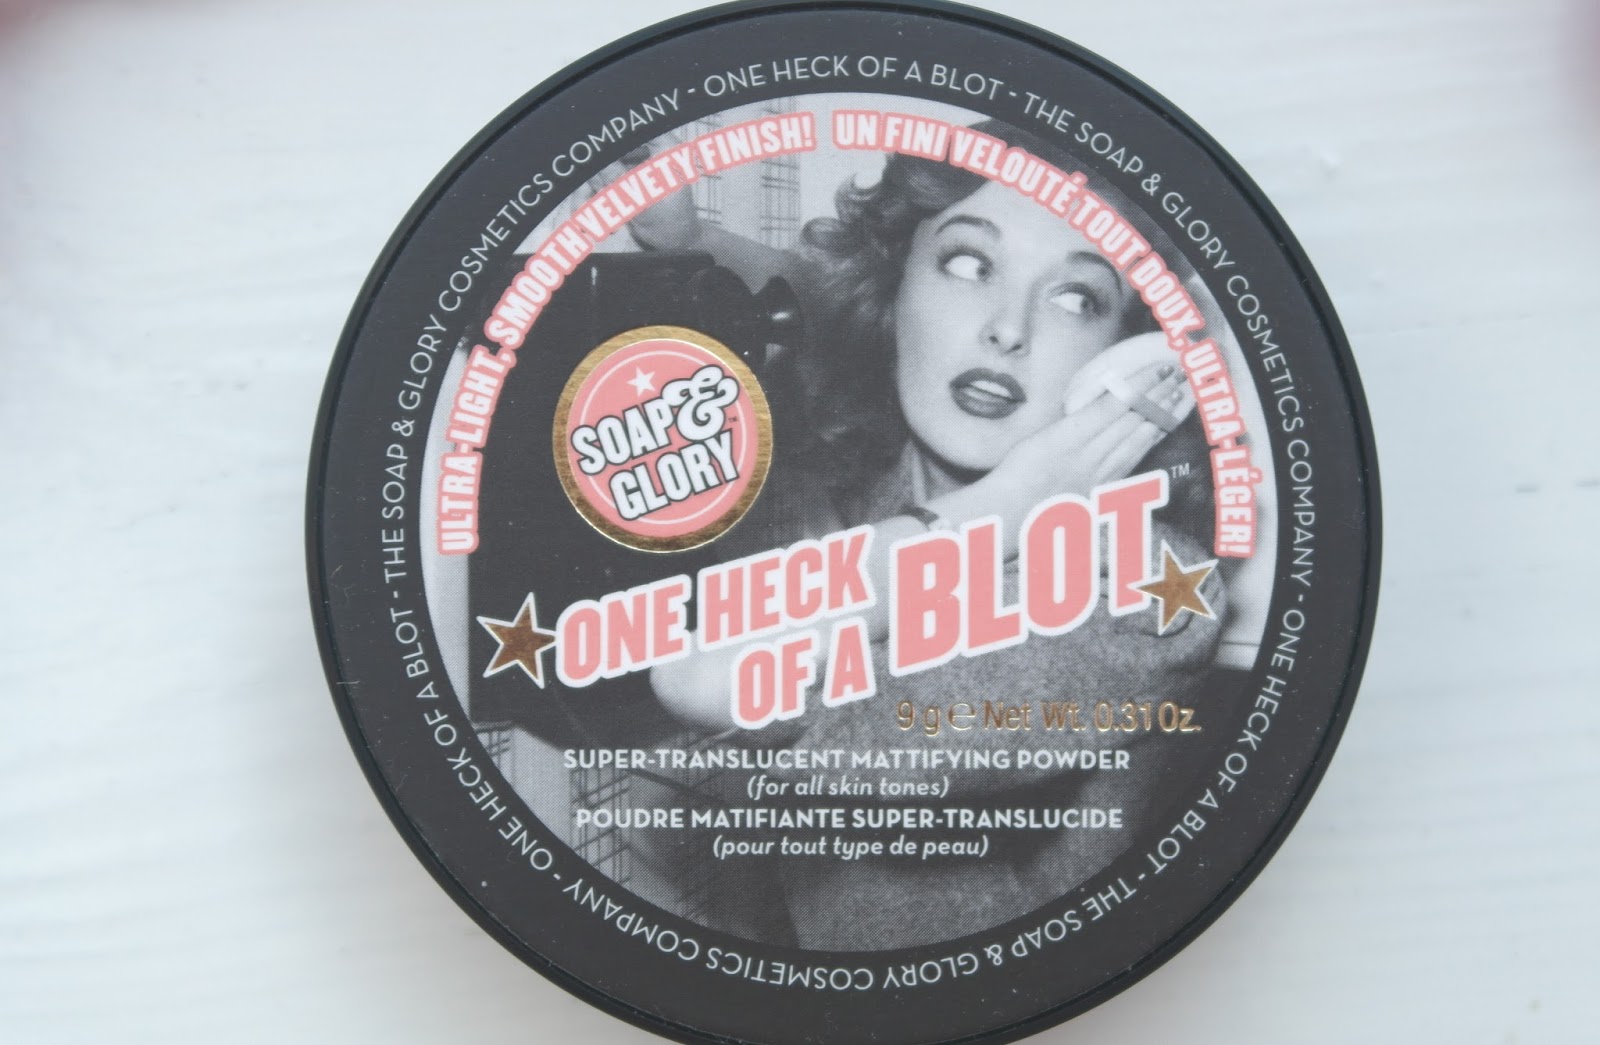 ONE HECK OF A BLOT - THE SOAP & GLORY COSMETICS COMPANY - ONE HECK OF A BLOT - THE SOAP & GLORY COSMETICS COMPANY - ONE HECK OF A BLOT - THE SOAP & GLORY COSMETICS COMPANY -
ULTRA-LIGHT, SMOOTH VELVETY FINISH! UN FINI VELOUTÉ TOUT DOUX, ULTRA-LÉGER!
SOAP &
GLORY™
ONE HECK
OF A BLOT™
9 g ℮ Net Wt. 0.31 Oz.
SUPER-TRANSLUCENT MATTIFYING POWDER
(for all skin tones)
POUDRE MATIFIANTE SUPER-TRANSLUCIDE
(pour tout type de peau)